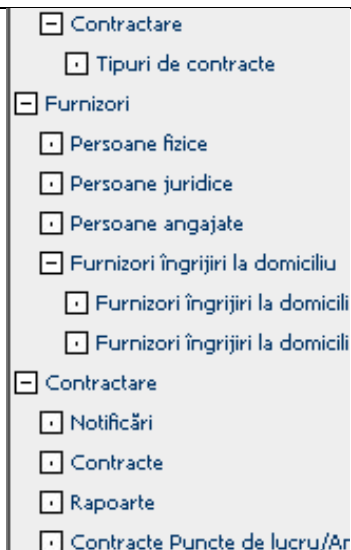 Contractare
Tipuri de contracte
Furnizori
Persoane fizice
Persoane juridice
Persoane angajate
Furnizori îngrijiri la domiciliu
Furnizori îngrijiri la domicili
Furnizori îngrijiri la domicili
Contractare
Notificări
Contracte
Rapoarte
Contracte Puncte de lucru/An